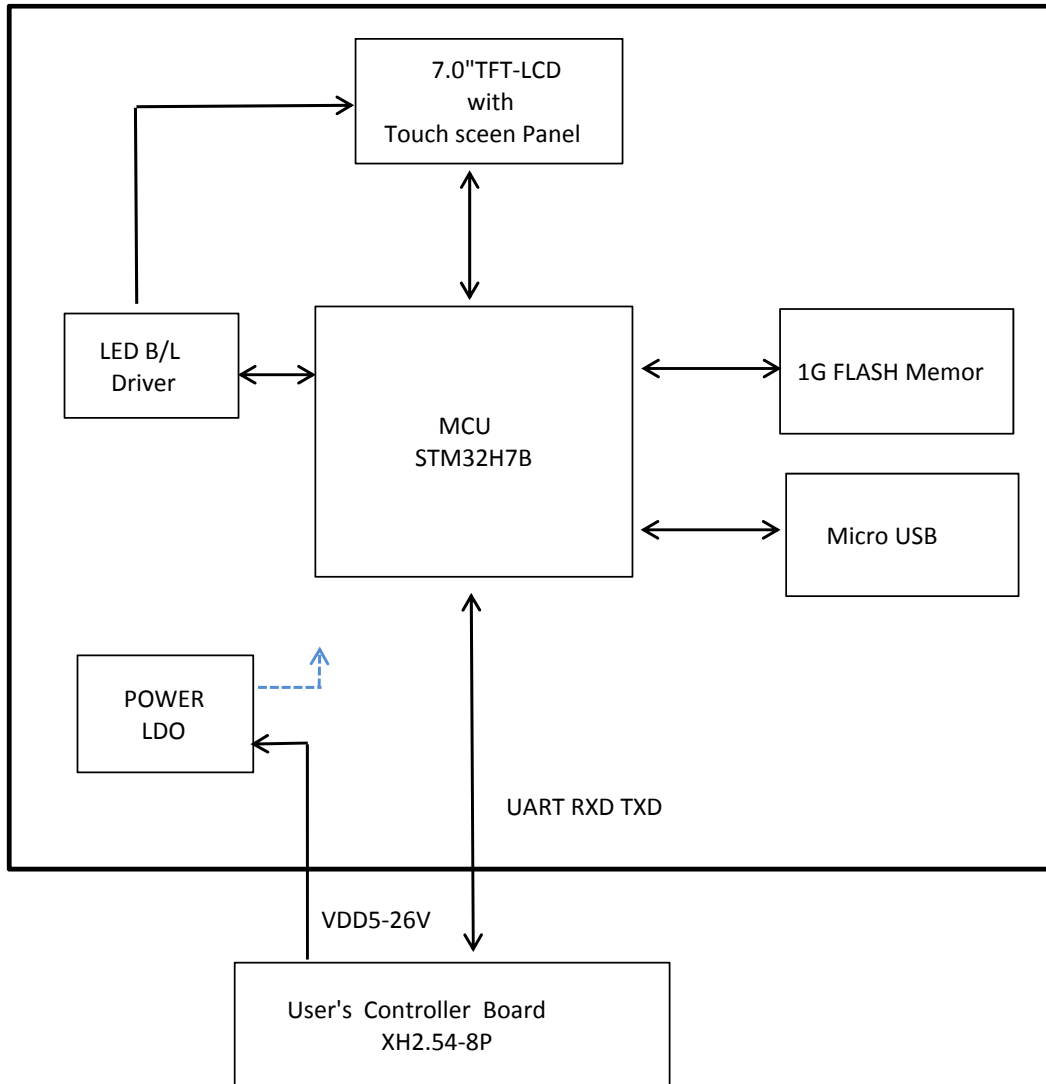 7.0"TFT-LCD
with
Touch sceen Panel
LED B/L
Driver
MCU
STM32H7B
1G FLASH Memor
Micro USB
POWER
LDO
UART RXD TXD
VDD5-26V
User's Controller Board
XH2.54-8P